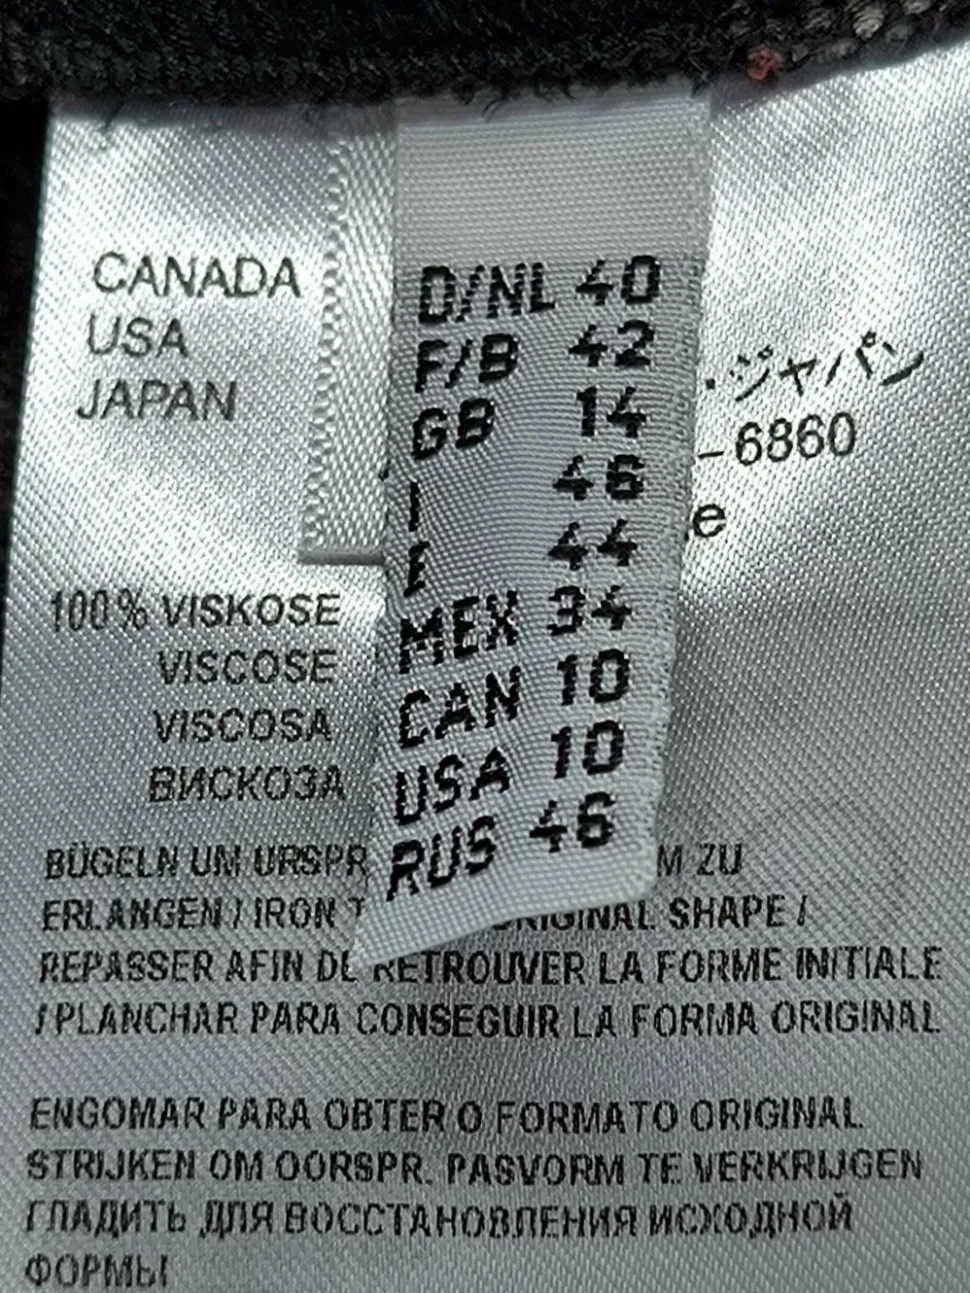 CANADA
USA
JAPAN
D/NL 40
F/B 42
GB 14
I 46
E 44
MEX 34
CAN 10
USA 10
RUS 46
・ジャパン
-6860
e
100% VISKOSE
VISCOSE
VISCOSA
ВИСКОЗА
BÜGELN UM URSPR M ZU
ERLANGEN / IRON T ORIGINAL SHAPE /
REPASSER AFIN DE RETROUVER LA FORME INITIALE
/ PLANCHAR PARA CONSEGUIR LA FORMA ORIGINAL
ENGOMAR PARA OBTER O FORMATO ORIGINAL
STRIJKEN OM OORSPR. PASVORM TE VERKRIJGEN
ГЛАДИТЬ ДЛЯ ВОССТАНОВЛЕНИЯ ИСХОДНОЙ
ФОРМЫ